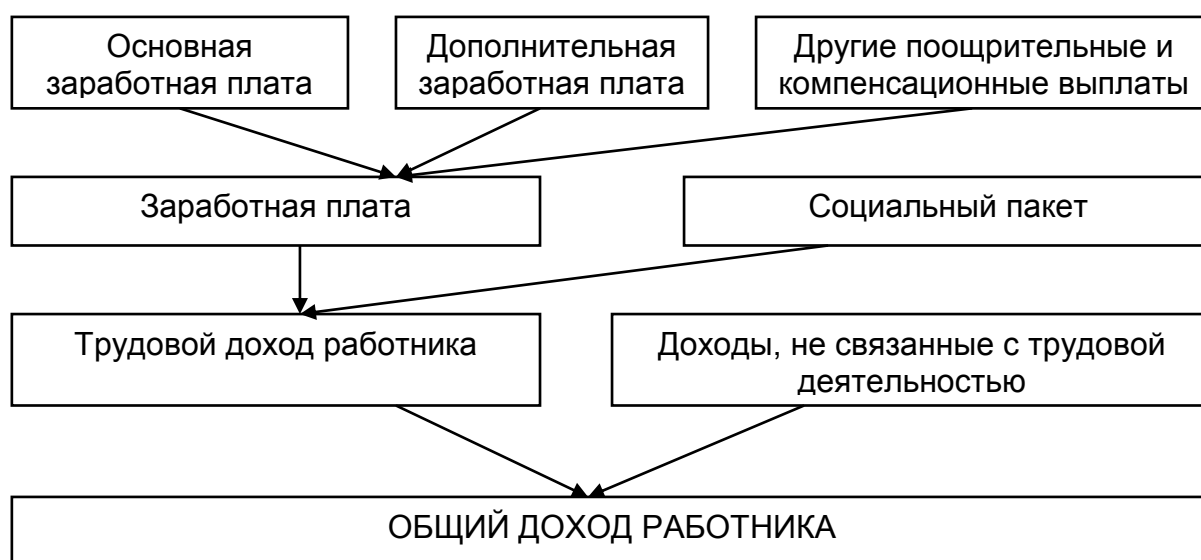 Основная
заработная плата
Дополнительная
заработная плата
Другие поощрительные и
компенсационные выплаты
Заработная плата
Социальный пакет
Трудовой доход работника
Доходы, не связанные с трудовой
деятельностью
ОБЩИЙ ДОХОД РАБОТНИКА